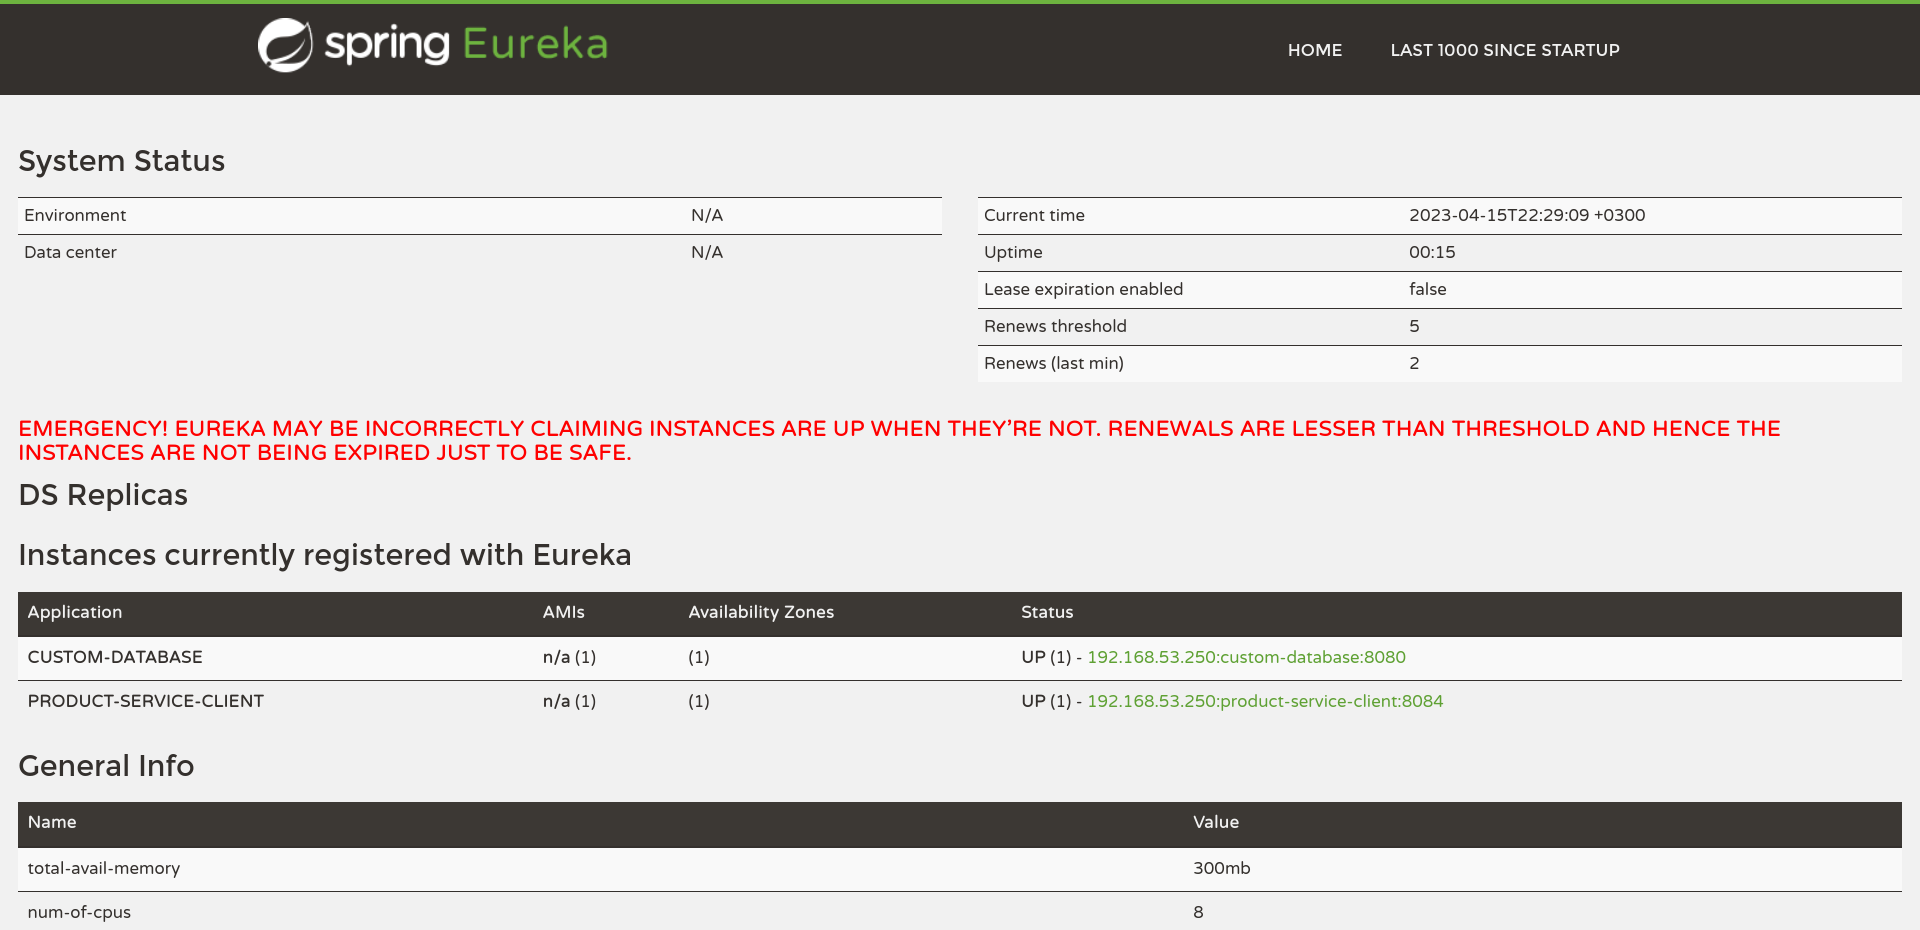 spring Eureka
HOME LAST 1000 SINCE STARTUP
System Status
Environment N/A
Data center N/A
Current time 2023-04-15T22:29:09 +0300
Uptime 00:15
Lease expiration enabled false
Renews threshold 5
Renews (last min) 2
EMERGENCY! EUREKA MAY BE INCORRECTLY CLAIMING INSTANCES ARE UP WHEN THEY'RE NOT. RENEWALS ARE LESSER THAN THRESHOLD AND HENCE THE
INSTANCES ARE NOT BEING EXPIRED JUST TO BE SAFE.
DS Replicas
Instances currently registered with Eureka
Application AMIs Availability Zones Status
CUSTOM-DATABASE n/a (1) (1) UP (1) - 192.168.53.250:custom-database:8080
PRODUCT-SERVICE-CLIENT n/a (1) (1) UP (1) - 192.168.53.250:product-service-client:8084
General Info
Name Value
total-avail-memory 300mb
num-of-cpus 8